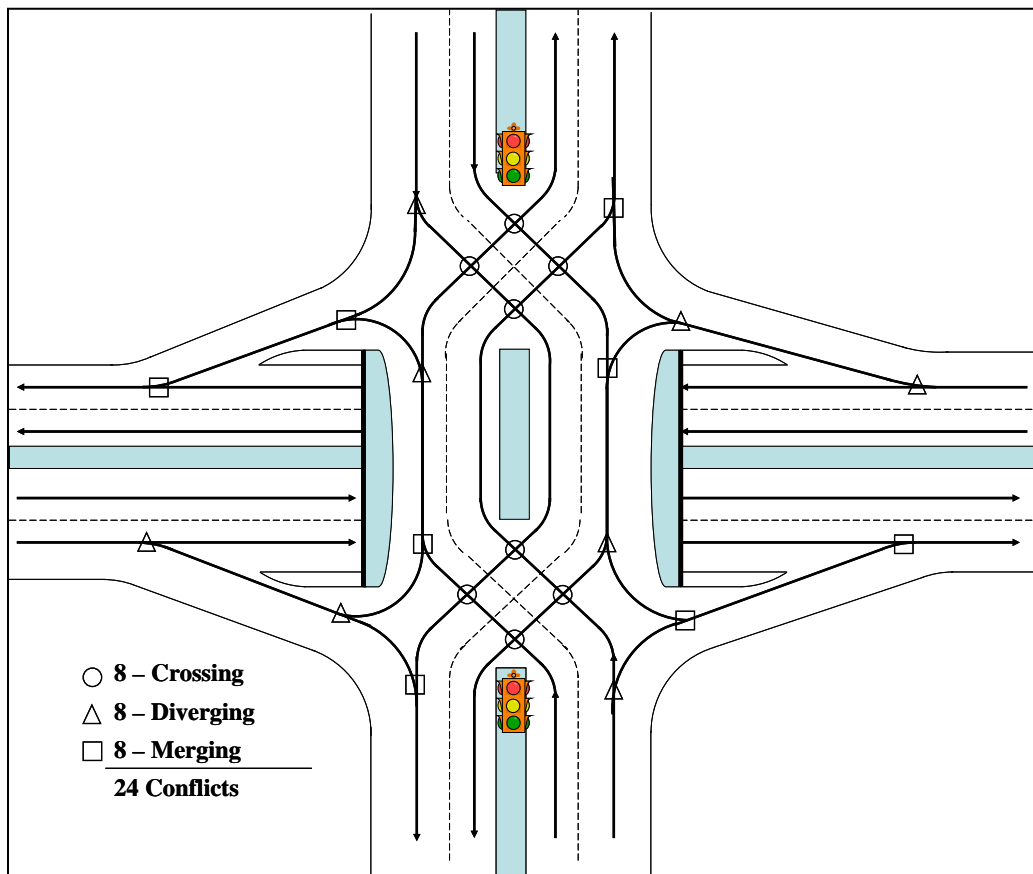 8 – Crossing
8 – Diverging
8 – Merging
24 Conflicts